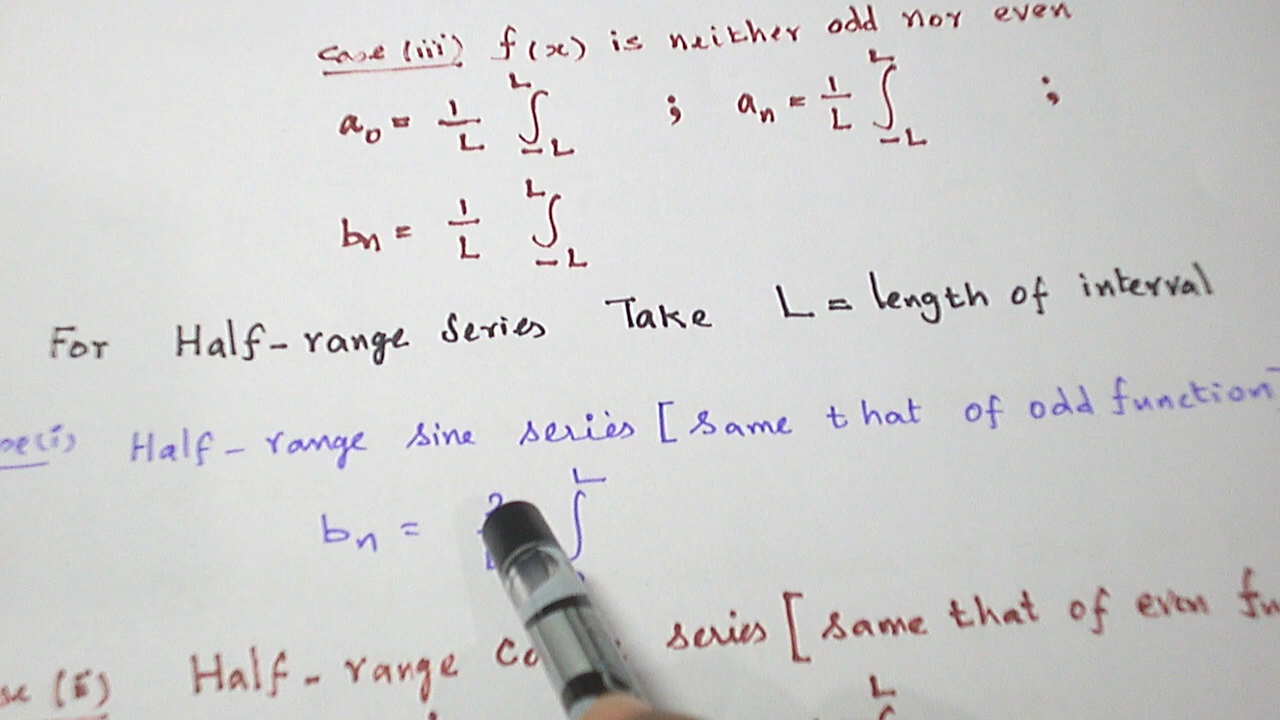 case (iii) f(x) is neither odd nor even
a₀ = 1/L ∫_{-L}^{L} ; aₙ = 1/L ∫_{-L}^{L} ;
bₙ = 1/L ∫_{-L}^{L}
For Half-range series Take L = length of interval
Half-range sine series [same that of odd function
bₙ = ∫^{L}
Half-range series [same that of even
L